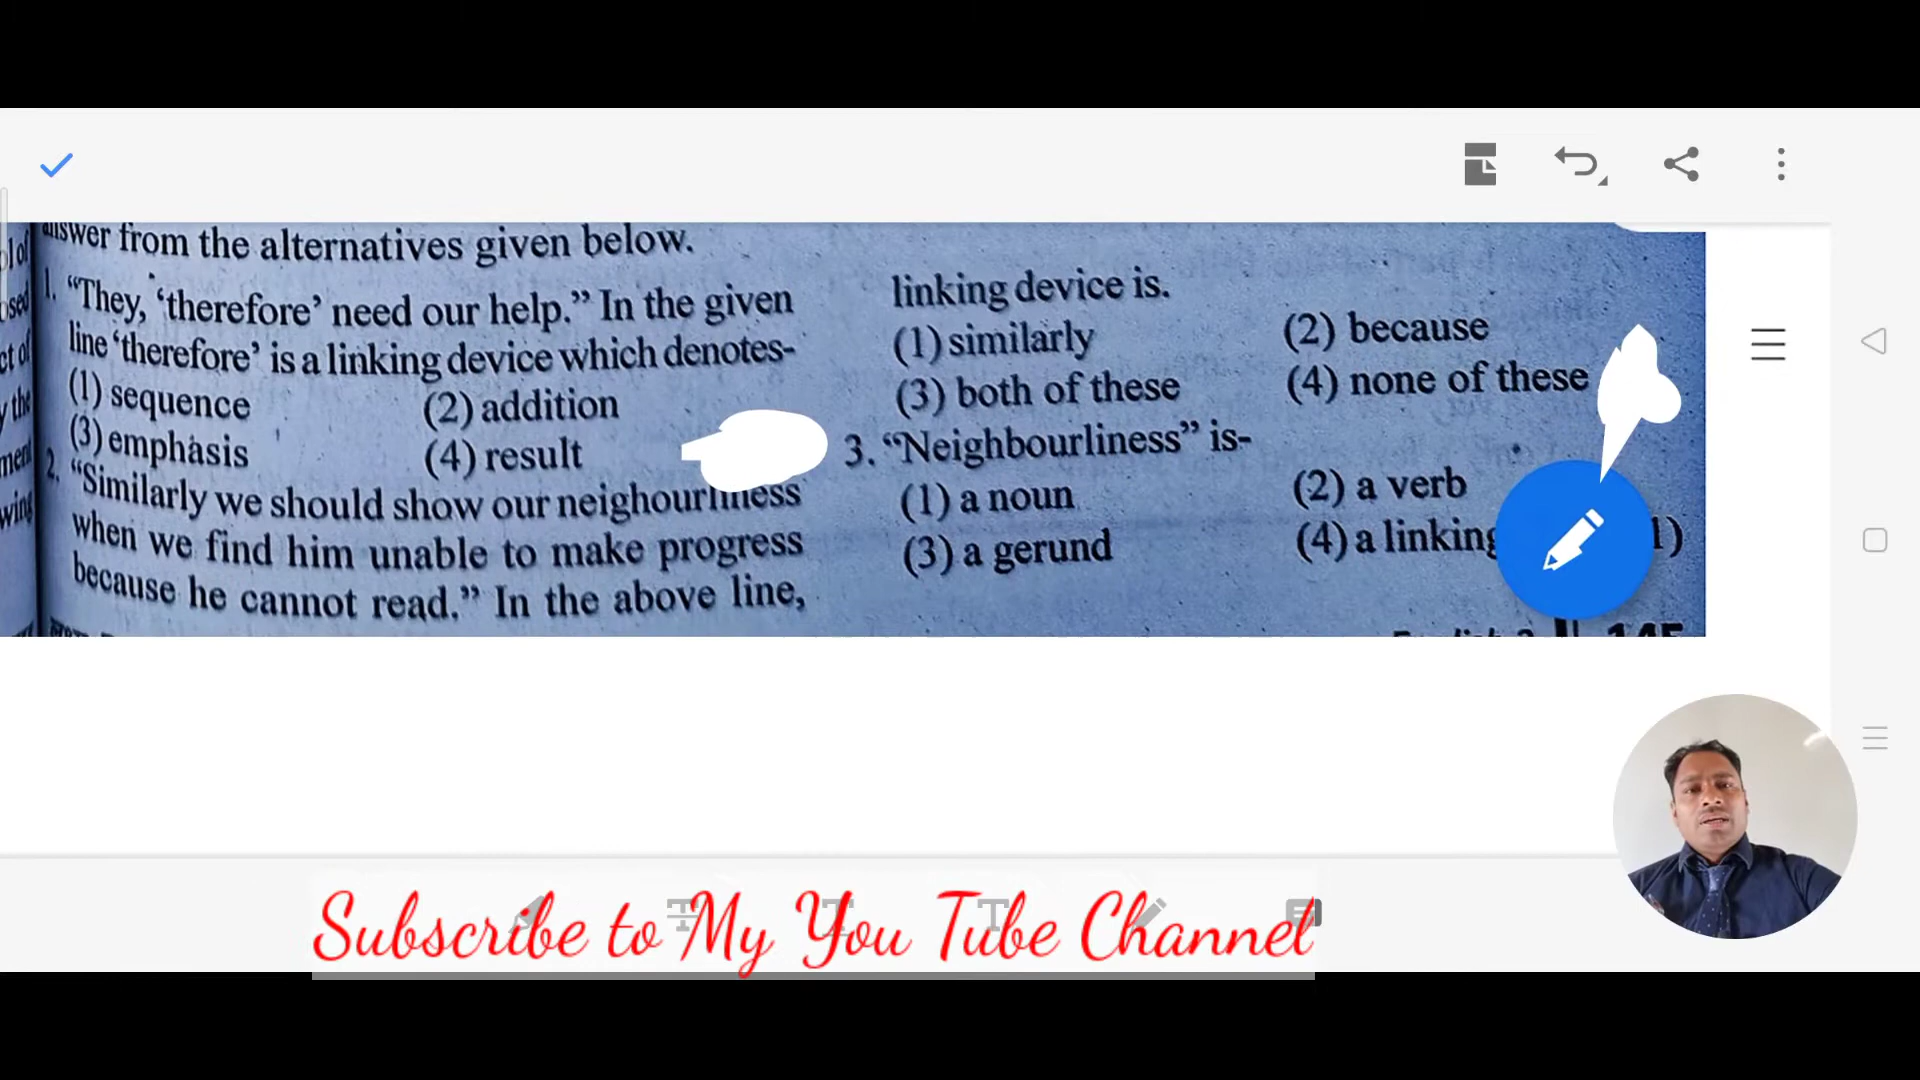 answer from the alternatives given below.
1. “They, ‘therefore’ need our help.” In the given
line ‘therefore’ is a linking device which denotes-
(1) sequence (2) addition
(3) emphasis (4) result
2. “Similarly we should show our neighourliness
when we find him unable to make progress
because he cannot read.” In the above line,
linking device is.
(1) similarly (2) because
(3) both of these (4) none of these
3. “Neighbourliness” is-
(1) a noun (2) a verb
(3) a gerund (4) a linking 1)
Subscribe to My You Tube Channel